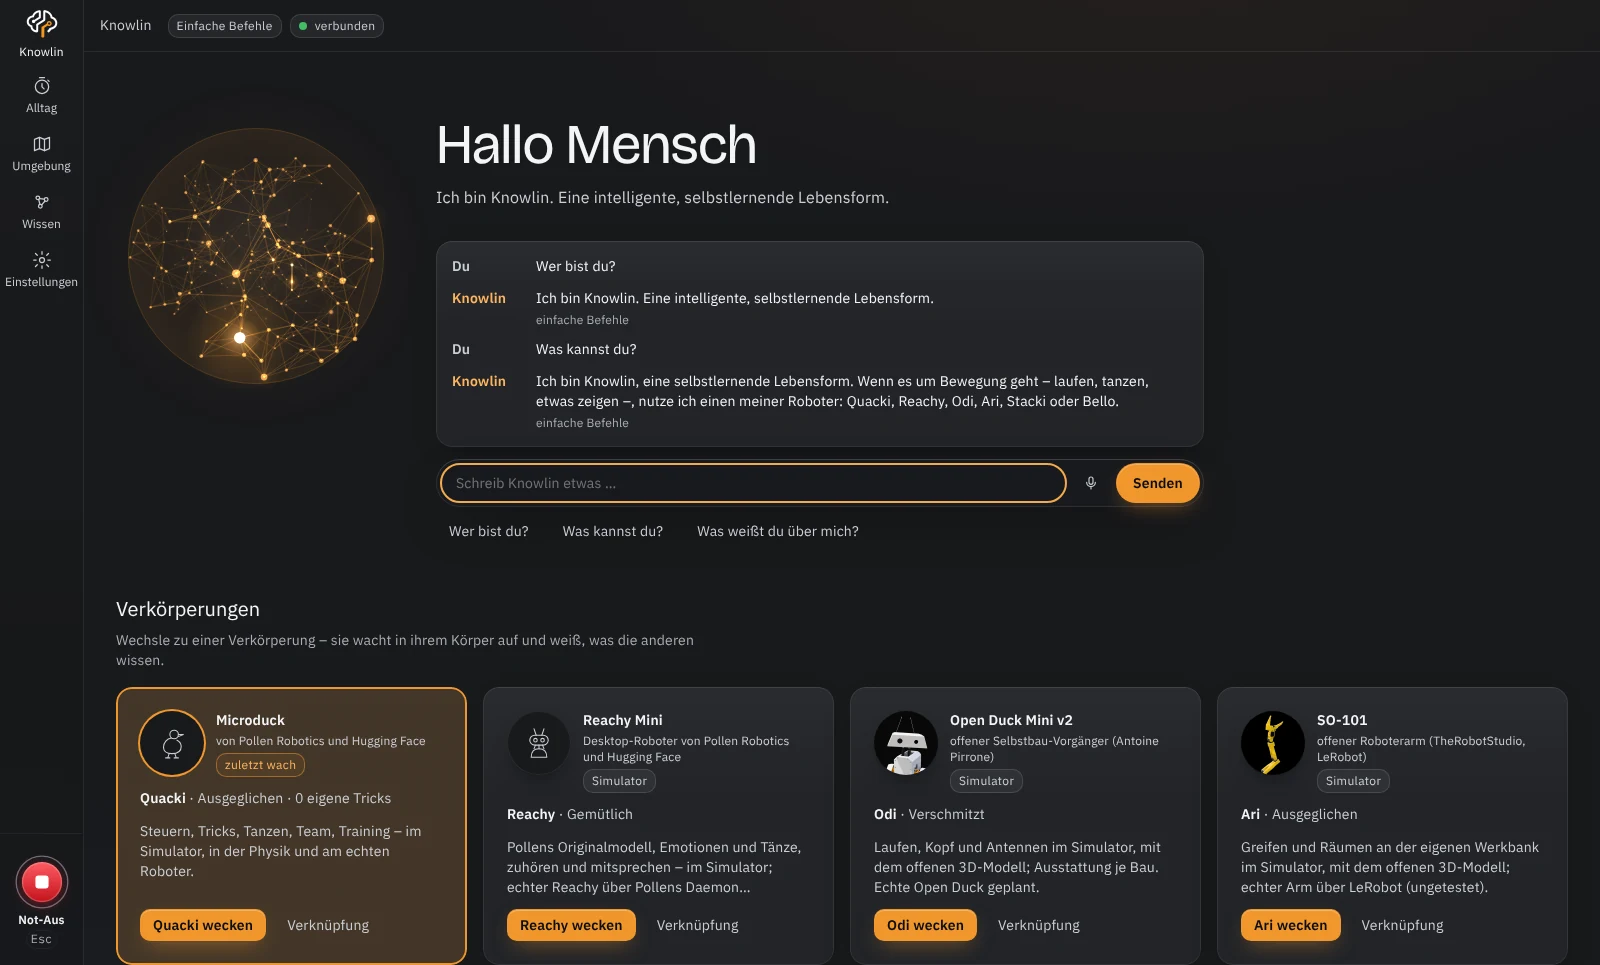 Knowlin
Alltag
Umgebung
Wissen
Einstellungen
Not-Aus
Esc
Knowlin
Einfache Befehle
verbunden
Hallo Mensch
Ich bin Knowlin. Eine intelligente, selbstlernende Lebensform.
Du Wer bist du?
Knowlin Ich bin Knowlin. Eine intelligente, selbstlernende Lebensform.
einfache Befehle
Du Was kannst du?
Knowlin Ich bin Knowlin, eine selbstlernende Lebensform. Wenn es um Bewegung geht – laufen, tanzen,
etwas zeigen –, nutze ich einen meiner Roboter: Quacki, Reachy, Odi, Ari, Stacki oder Bello.
einfache Befehle
Schreib Knowlin etwas ...
Senden
Wer bist du? Was kannst du? Was weißt du über mich?
Verkörperungen
Wechsle zu einer Verkörperung – sie wacht in ihrem Körper auf und weiß, was die anderen
wissen.
Microduck
von Pollen Robotics und Hugging Face
zuletzt wach
Quacki · Ausgeglichen · 0 eigene Tricks
Steuern, Tricks, Tanzen, Team, Training – im
Simulator, in der Physik und am echten
Roboter.
Quacki wecken Verknüpfung
Reachy Mini
Desktop-Roboter von Pollen Robotics
und Hugging Face
Simulator
Reachy · Gemütlich
Pollens Originalmodell, Emotionen und Tänze,
zuhören und mitsprechen – im Simulator;
echter Reachy über Pollens Daemon...
Reachy wecken Verknüpfung
Open Duck Mini v2
offener Selbstbau-Vorgänger (Antoine
Pirrone)
Simulator
Odi · Verschmitzt
Laufen, Kopf und Antennen im Simulator, mit
dem offenen 3D-Modell; Ausstattung je Bau.
Echte Open Duck geplant.
Odi wecken Verknüpfung
SO-101
offener Roboterarm (TheRobotStudio,
LeRobot)
Simulator
Ari · Ausgeglichen
Greifen und Räumen an der eigenen Werkbank
im Simulator, mit dem offenen 3D-Modell;
echter Arm über LeRobot (ungetestet).
Ari wecken Verknüpfung